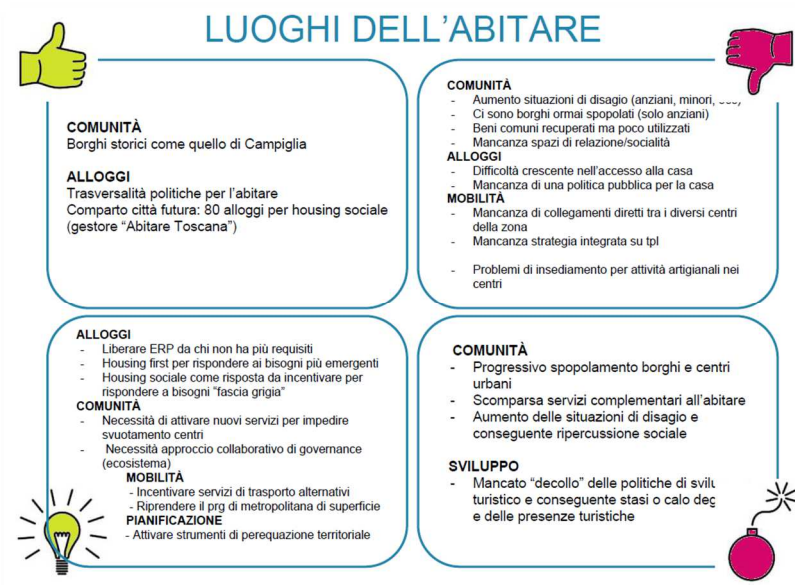 LUOGHI DELL'ABITARE
COMUNITÀ
Borghi storici come quello di Campiglia
ALLOGGI
Trasversalità politiche per l'abitare
Comparto città futura: 80 alloggi per housing sociale
(gestore "Abitare Toscana")
COMUNITÀ
- Aumento situazioni di disagio (anziani, minori,
- Ci sono borghi ormai spopolati (solo anziani)
- Beni comuni recuperati ma poco utilizzati
- Mancanza spazi di relazione/socialità
ALLOGGI
- Difficoltà crescente nell'accesso alla casa
- Mancanza di una politica pubblica per la casa
MOBILITÀ
- Mancanza di collegamenti diretti tra i diversi centri
della zona
- Mancanza strategia integrata su tpl
- Problemi di insediamento per attività artigianali nei
centri
ALLOGGI
- Liberare ERP da chi non ha più requisiti
- Housing first per rispondere ai bisogni più emergenti
- Housing sociale come risposta da incentivare per
rispondere a bisogni "fascia grigia"
COMUNITÀ
- Necessità di attivare nuovi servizi per impedire
svuotamento centri
- Necessità approccio collaborativo di governance
(ecosistema)
MOBILITÀ
- Incentivare servizi di trasporto alternativi
- Riprendere il prg di metropolitana di superficie
PIANIFICAZIONE
- Attivare strumenti di perequazione territoriale
COMUNITÀ
- Progressivo spopolamento borghi e centri
urbani
- Scomparsa servizi complementari all'abitare
- Aumento delle situazioni di disagio e
conseguente ripercussione sociale
SVILUPPO
- Mancato "decollo" delle politiche di
turistico e conseguente stasi o calo
e delle presenze turistiche